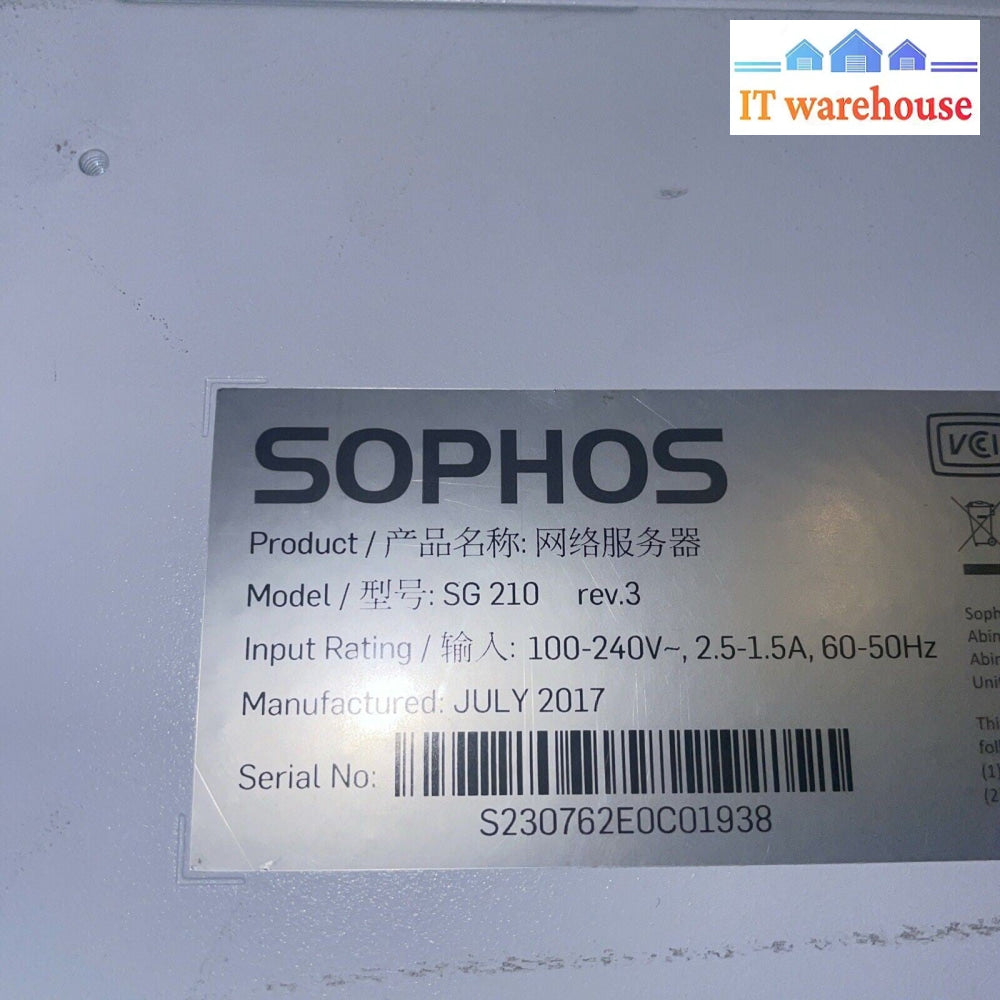 IT warehouse
SOPHOS
VCI
Product / 产品名称: 网络服务器
Model / 型号: SG 210 rev.3
Input Rating / 输入: 100-240V~, 2.5-1.5A, 60-50Hz
Manufactured: JULY 2017
Serial No:
S230762E0C01938
(1)